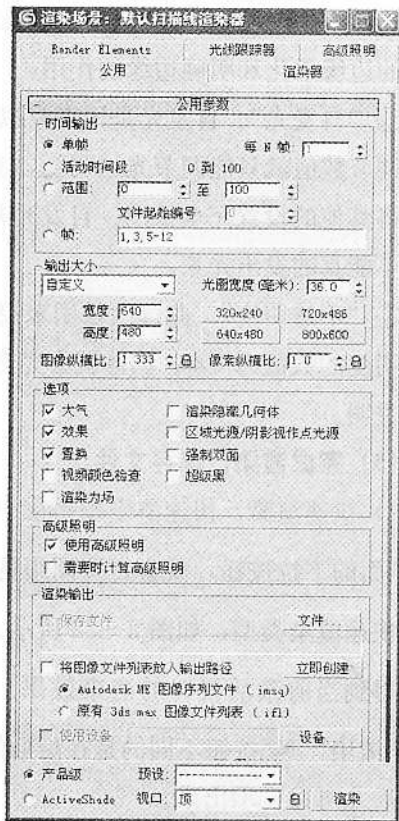 渲染场景: 默认扫描线渲染器
Render Elements 光线跟踪器 高级照明
公用 渲染器
- 公用参数
时间输出
单帧 每 N 帧: 1
活动时间段 0 到 100
范围: 0 至 100
文件起始编号 0
帧: 1,3,5-12
输出大小
自定义 光圈宽度(毫米): 36.0
宽度: 640 320x240 720x486
高度: 480 640x480 800x600
图像纵横比: 1.333 像素纵横比: 1.0
选项
大气 渲染隐藏几何体
效果 区域光源/阴影视作点光源
置换 强制双面
视频颜色检查 超级黑
渲染为场
高级照明
使用高级照明
需要时计算高级照明
渲染输出
保存文件 文件...
将图像文件列表放入输出路径 立即创建
Autodesk ME 图像序列文件 (.imsq)
原有 3ds max 图像文件列表 (.ifl)
使用设备 设备...
产品级 预设: -------------
ActiveShade 视口: 顶 渲染